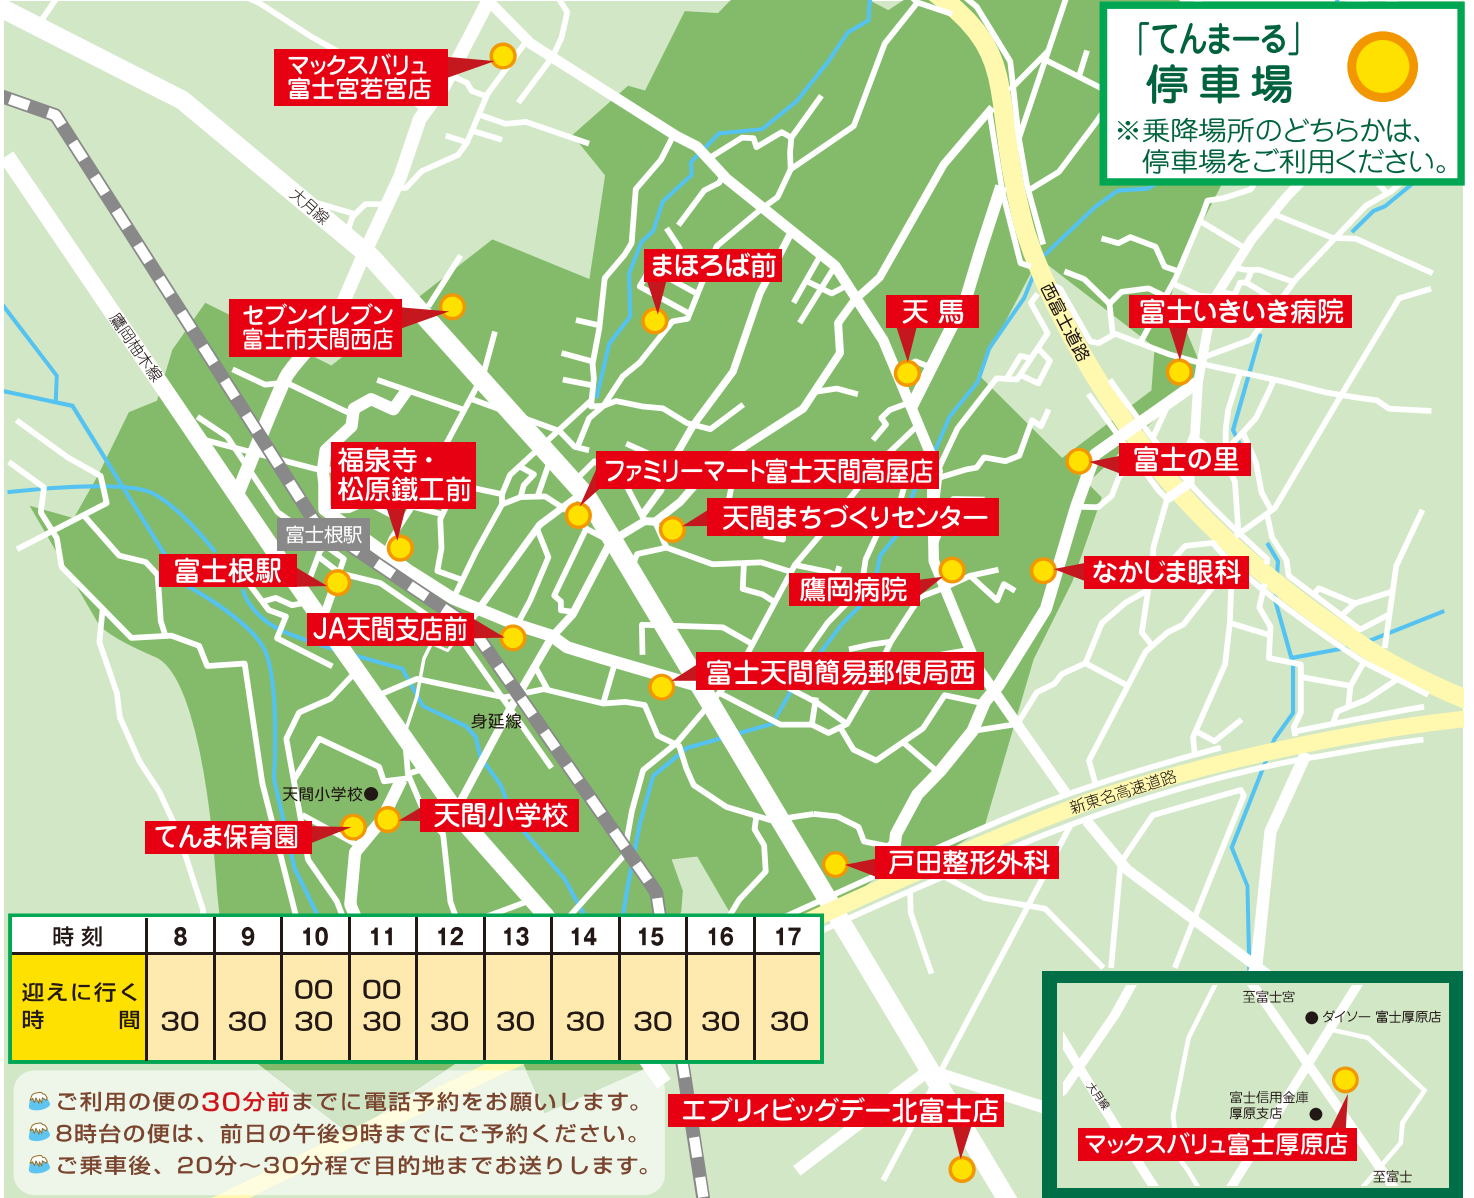 「てんまーる」
停車場
※乗降場所のどちらかは、
停車場をご利用ください。
マックスバリュ
富士宮若宮店
大月線
まほろば前
セブンイレブン
富士市天間西店
天馬
西富士道路
富士いきいき病院
鷹岡柚木線
福泉寺・
松原鐵工前
ファミリーマート富士天間高屋店
富士の里
天間まちづくりセンター
富士根駅
富士根駅
鷹岡病院
なかじま眼科
JA天間支店前
富士天間簡易郵便局西
身延線
天間小学校
天間小学校
てんま保育園
新東名高速道路
戸田整形外科
時刻 8 9 10 11 12 13 14 15 16 17
迎えに行く 00 00
時間 30 30 30 30 30 30 30 30 30 30
ご利用の便の30分前までに電話予約をお願いします。
8時台の便は、前日の午後9時までにご予約ください。
ご乗車後、20分〜30分程で目的地までお送りします。
エブリィビッグデー北富士店
至富士宮
ダイソー 富士厚原店
大月線
富士信用金庫
厚原支店
マックスバリュ富士厚原店
至富士